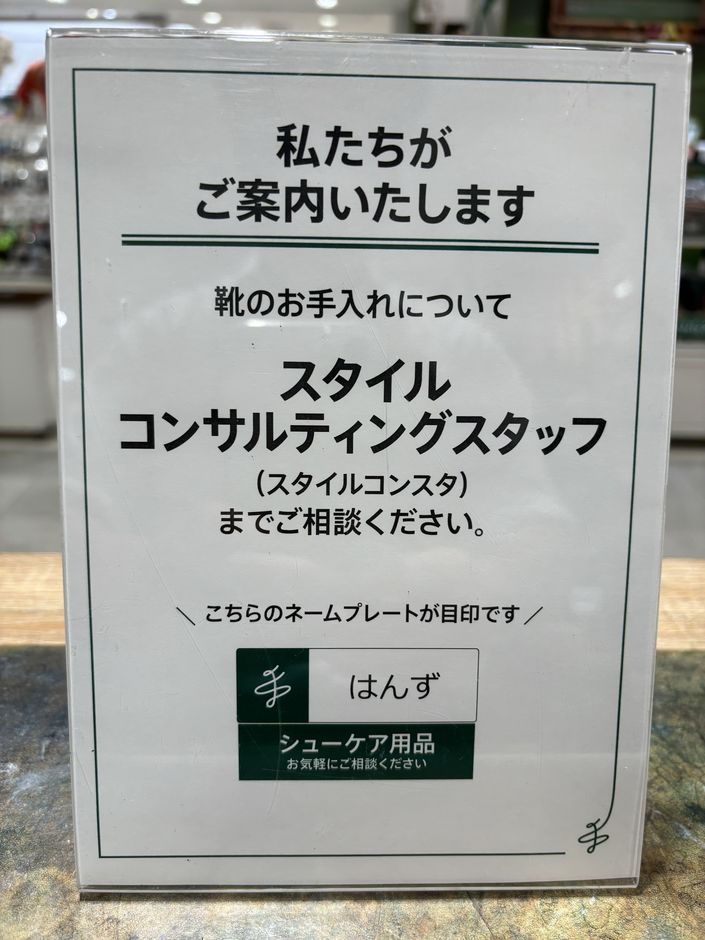 私たちが
ご案内いたします
靴のお手入れについて
スタイル
コンサルティングスタッフ
(スタイルコンスタ)
までご相談ください。
＼ こちらのネームプレートが目印です ／
はんず
シューケア用品
お気軽にご相談ください